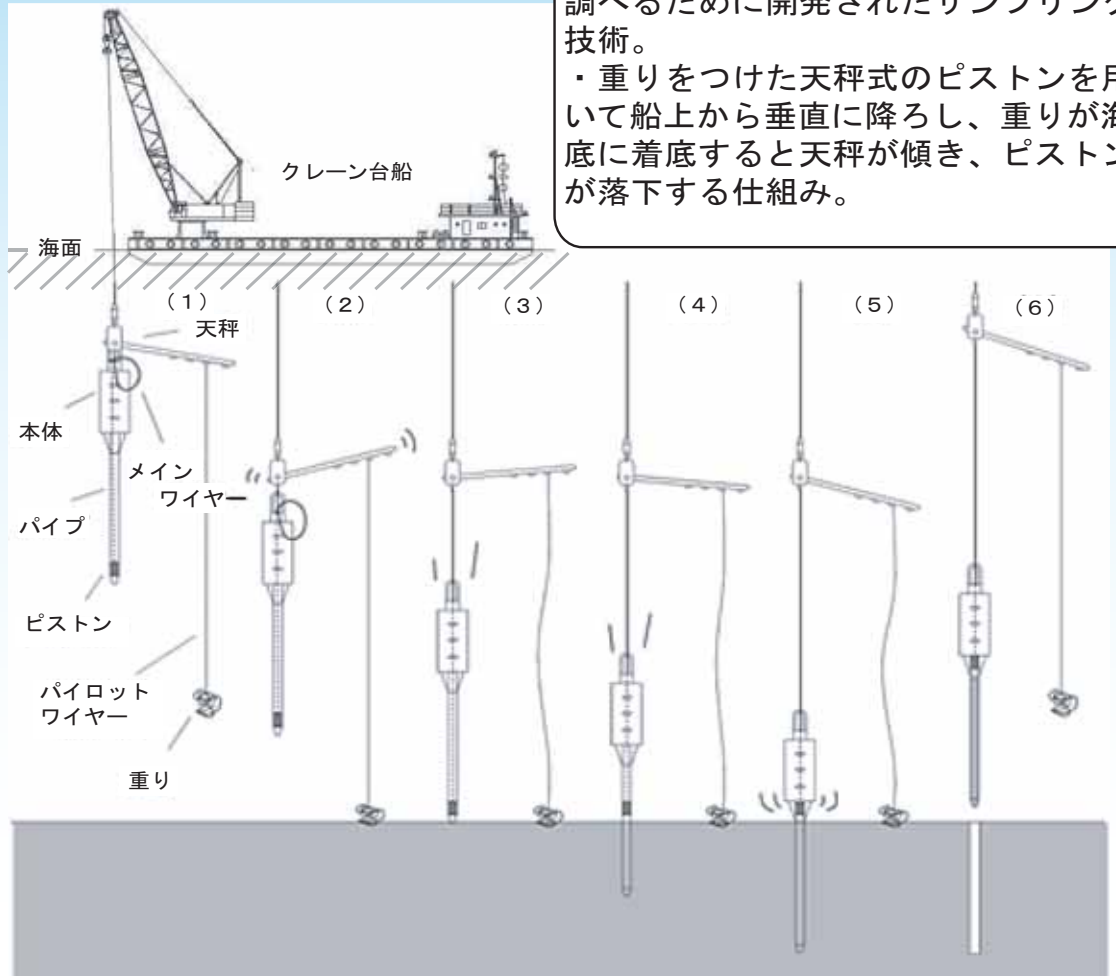 調べるために開発されたサンプリング
技術。
・重りをつけた天秤式のピストンを用
いて船上から垂直に降ろし、重りが海
底に着底すると天秤が傾き、ピストン
が落下する仕組み。
クレーン台船
海面
(1)
(2)
(3)
(4)
(5)
(6)
天秤
本体
メイン
ワイヤー
パイプ
ピストン
パイロット
ワイヤー
重り